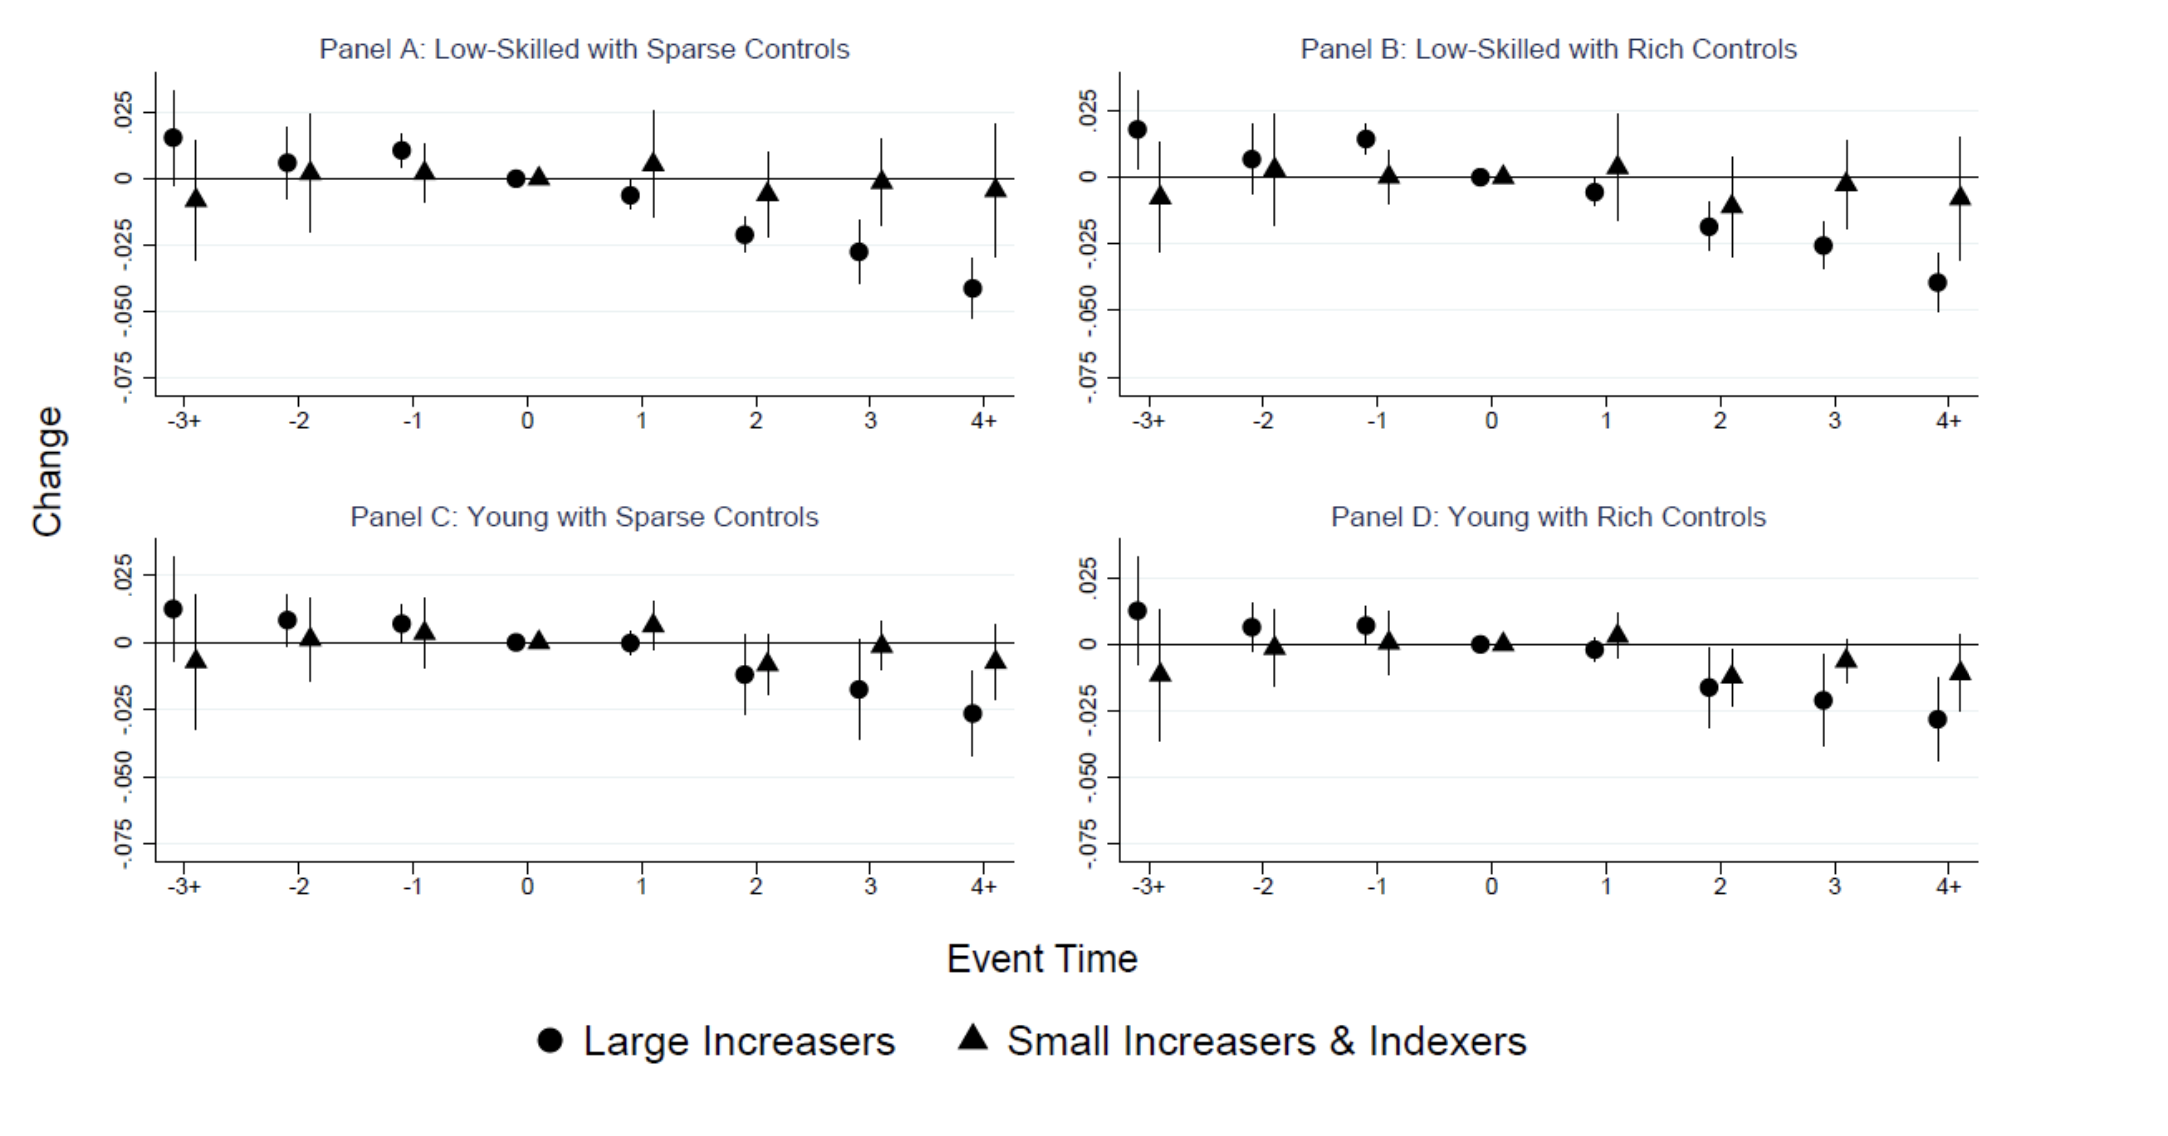 Panel A: Low-Skilled with Sparse Controls
.025
0
-.025
-.050
-.075
-3+ -2 -1 0 1 2 3 4+
Panel B: Low-Skilled with Rich Controls
.025
0
-.025
-.050
-.075
-3+ -2 -1 0 1 2 3 4+
Change
Panel C: Young with Sparse Controls
.025
0
-.025
-.050
-.075
-3+ -2 -1 0 1 2 3 4+
Panel D: Young with Rich Controls
.025
0
-.025
-.050
-.075
-3+ -2 -1 0 1 2 3 4+
Event Time
Large Increasers Small Increasers & Indexers